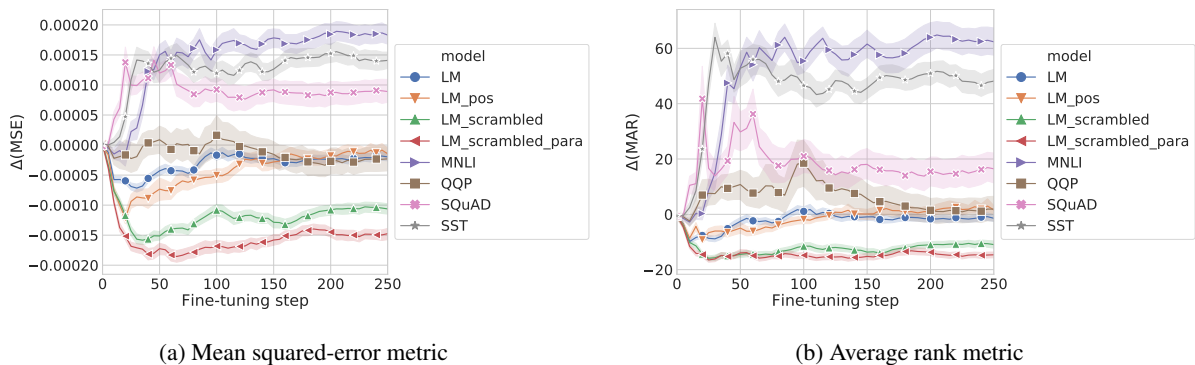 0.00020
0.00015
0.00010
0.00005
0.00000
−0.00005
−0.00010
−0.00015
−0.00020
Δ(MSE)
0 50 100 150 200 250
Fine-tuning step
model
LM
LM_pos
LM_scrambled
LM_scrambled_para
MNLI
QQP
SQuAD
SST
(a) Mean squared-error metric
60
40
20
0
−20
Δ(MAR)
0 50 100 150 200 250
Fine-tuning step
model
LM
LM_pos
LM_scrambled
LM_scrambled_para
MNLI
QQP
SQuAD
SST
(b) Average rank metric